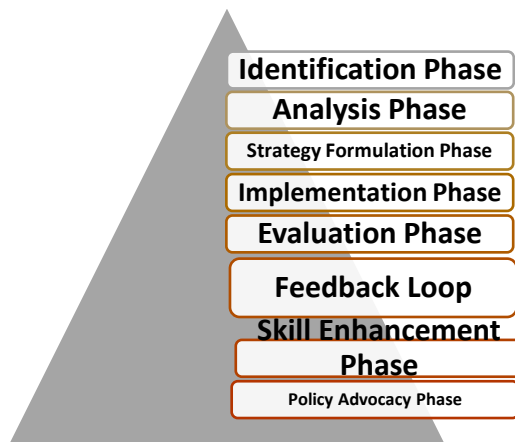 Identification Phase
Analysis Phase
Strategy Formulation Phase
Implementation Phase
Evaluation Phase
Feedback Loop
Skill Enhancement
Phase
Policy Advocacy Phase